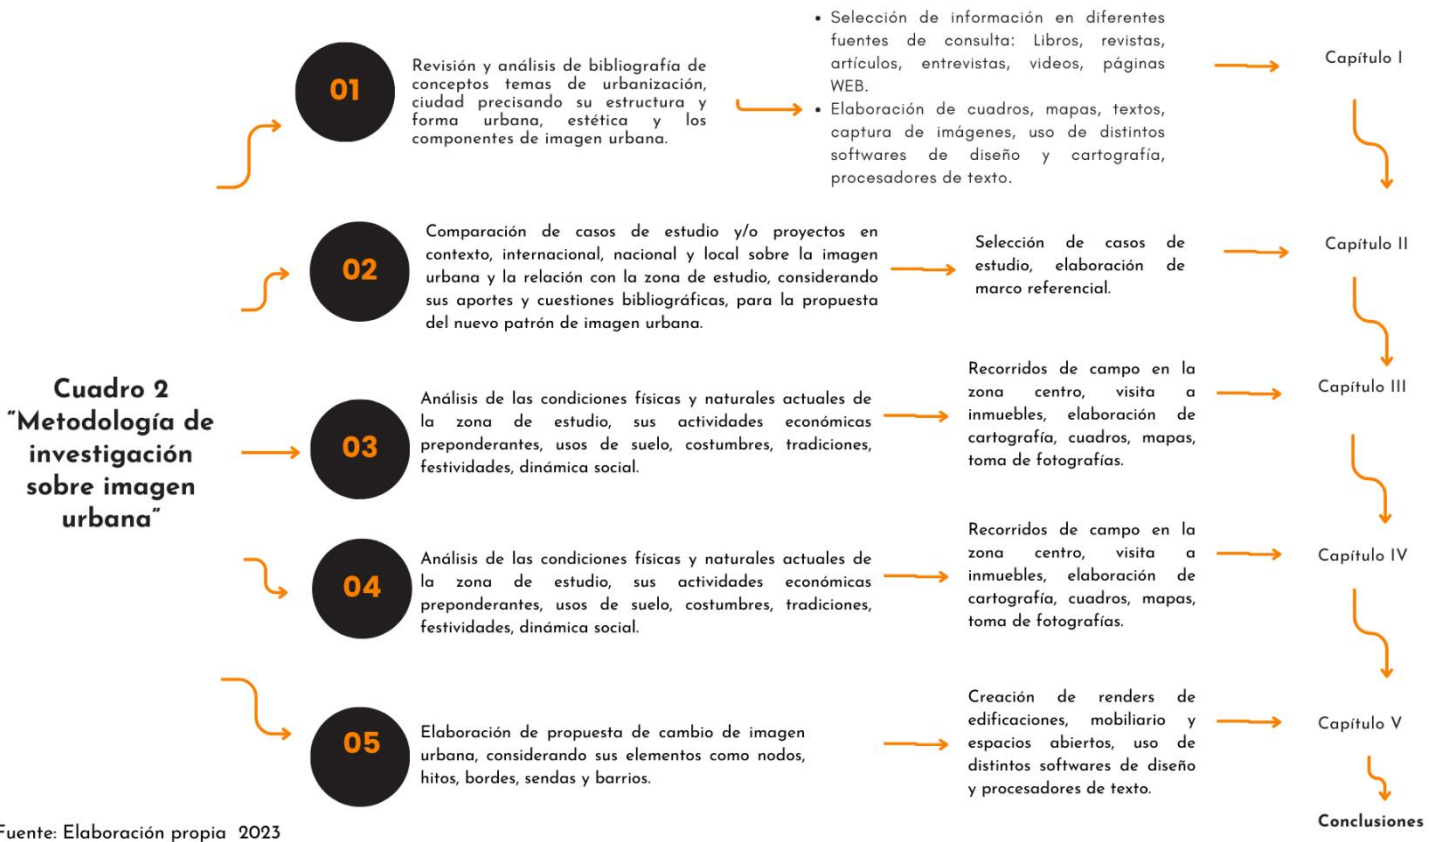 Cuadro 2
“Metodología de
investigación
sobre imagen
urbana”
01
Revisión y análisis de bibliografía de
conceptos temas de urbanización,
ciudad precisando su estructura y
forma urbana, estética y los
componentes de imagen urbana.
• Selección de información en diferentes
fuentes de consulta: Libros, revistas,
artículos, entrevistas, videos, páginas
WEB.
• Elaboración de cuadros, mapas, textos,
captura de imágenes, uso de distintos
softwares de diseño y cartografía,
procesadores de texto.
Capítulo I
02
Comparación de casos de estudio y/o proyectos en
contexto, internacional, nacional y local sobre la imagen
urbana y la relación con la zona de estudio, considerando
sus aportes y cuestiones bibliográficas, para la propuesta
del nuevo patrón de imagen urbana.
Selección de casos de
estudio, elaboración de
marco referencial.
Capítulo II
03
Análisis de las condiciones físicas y naturales actuales de
la zona de estudio, sus actividades económicas
preponderantes, usos de suelo, costumbres, tradiciones,
festividades, dinámica social.
Recorridos de campo en la
zona centro, visita a
inmuebles, elaboración de
cartografía, cuadros, mapas,
toma de fotografías.
Capítulo III
04
Análisis de las condiciones físicas y naturales actuales de
la zona de estudio, sus actividades económicas
preponderantes, usos de suelo, costumbres, tradiciones,
festividades, dinámica social.
Recorridos de campo en la
zona centro, visita a
inmuebles, elaboración de
cartografía, cuadros, mapas,
toma de fotografías.
Capítulo IV
05
Elaboración de propuesta de cambio de imagen
urbana, considerando sus elementos como nodos,
hitos, bordes, sendas y barrios.
Creación de renders de
edificaciones, mobiliario y
espacios abiertos, uso de
distintos softwares de diseño
y procesadores de texto.
Capítulo V
Conclusiones
Fuente: Elaboración propia 2023